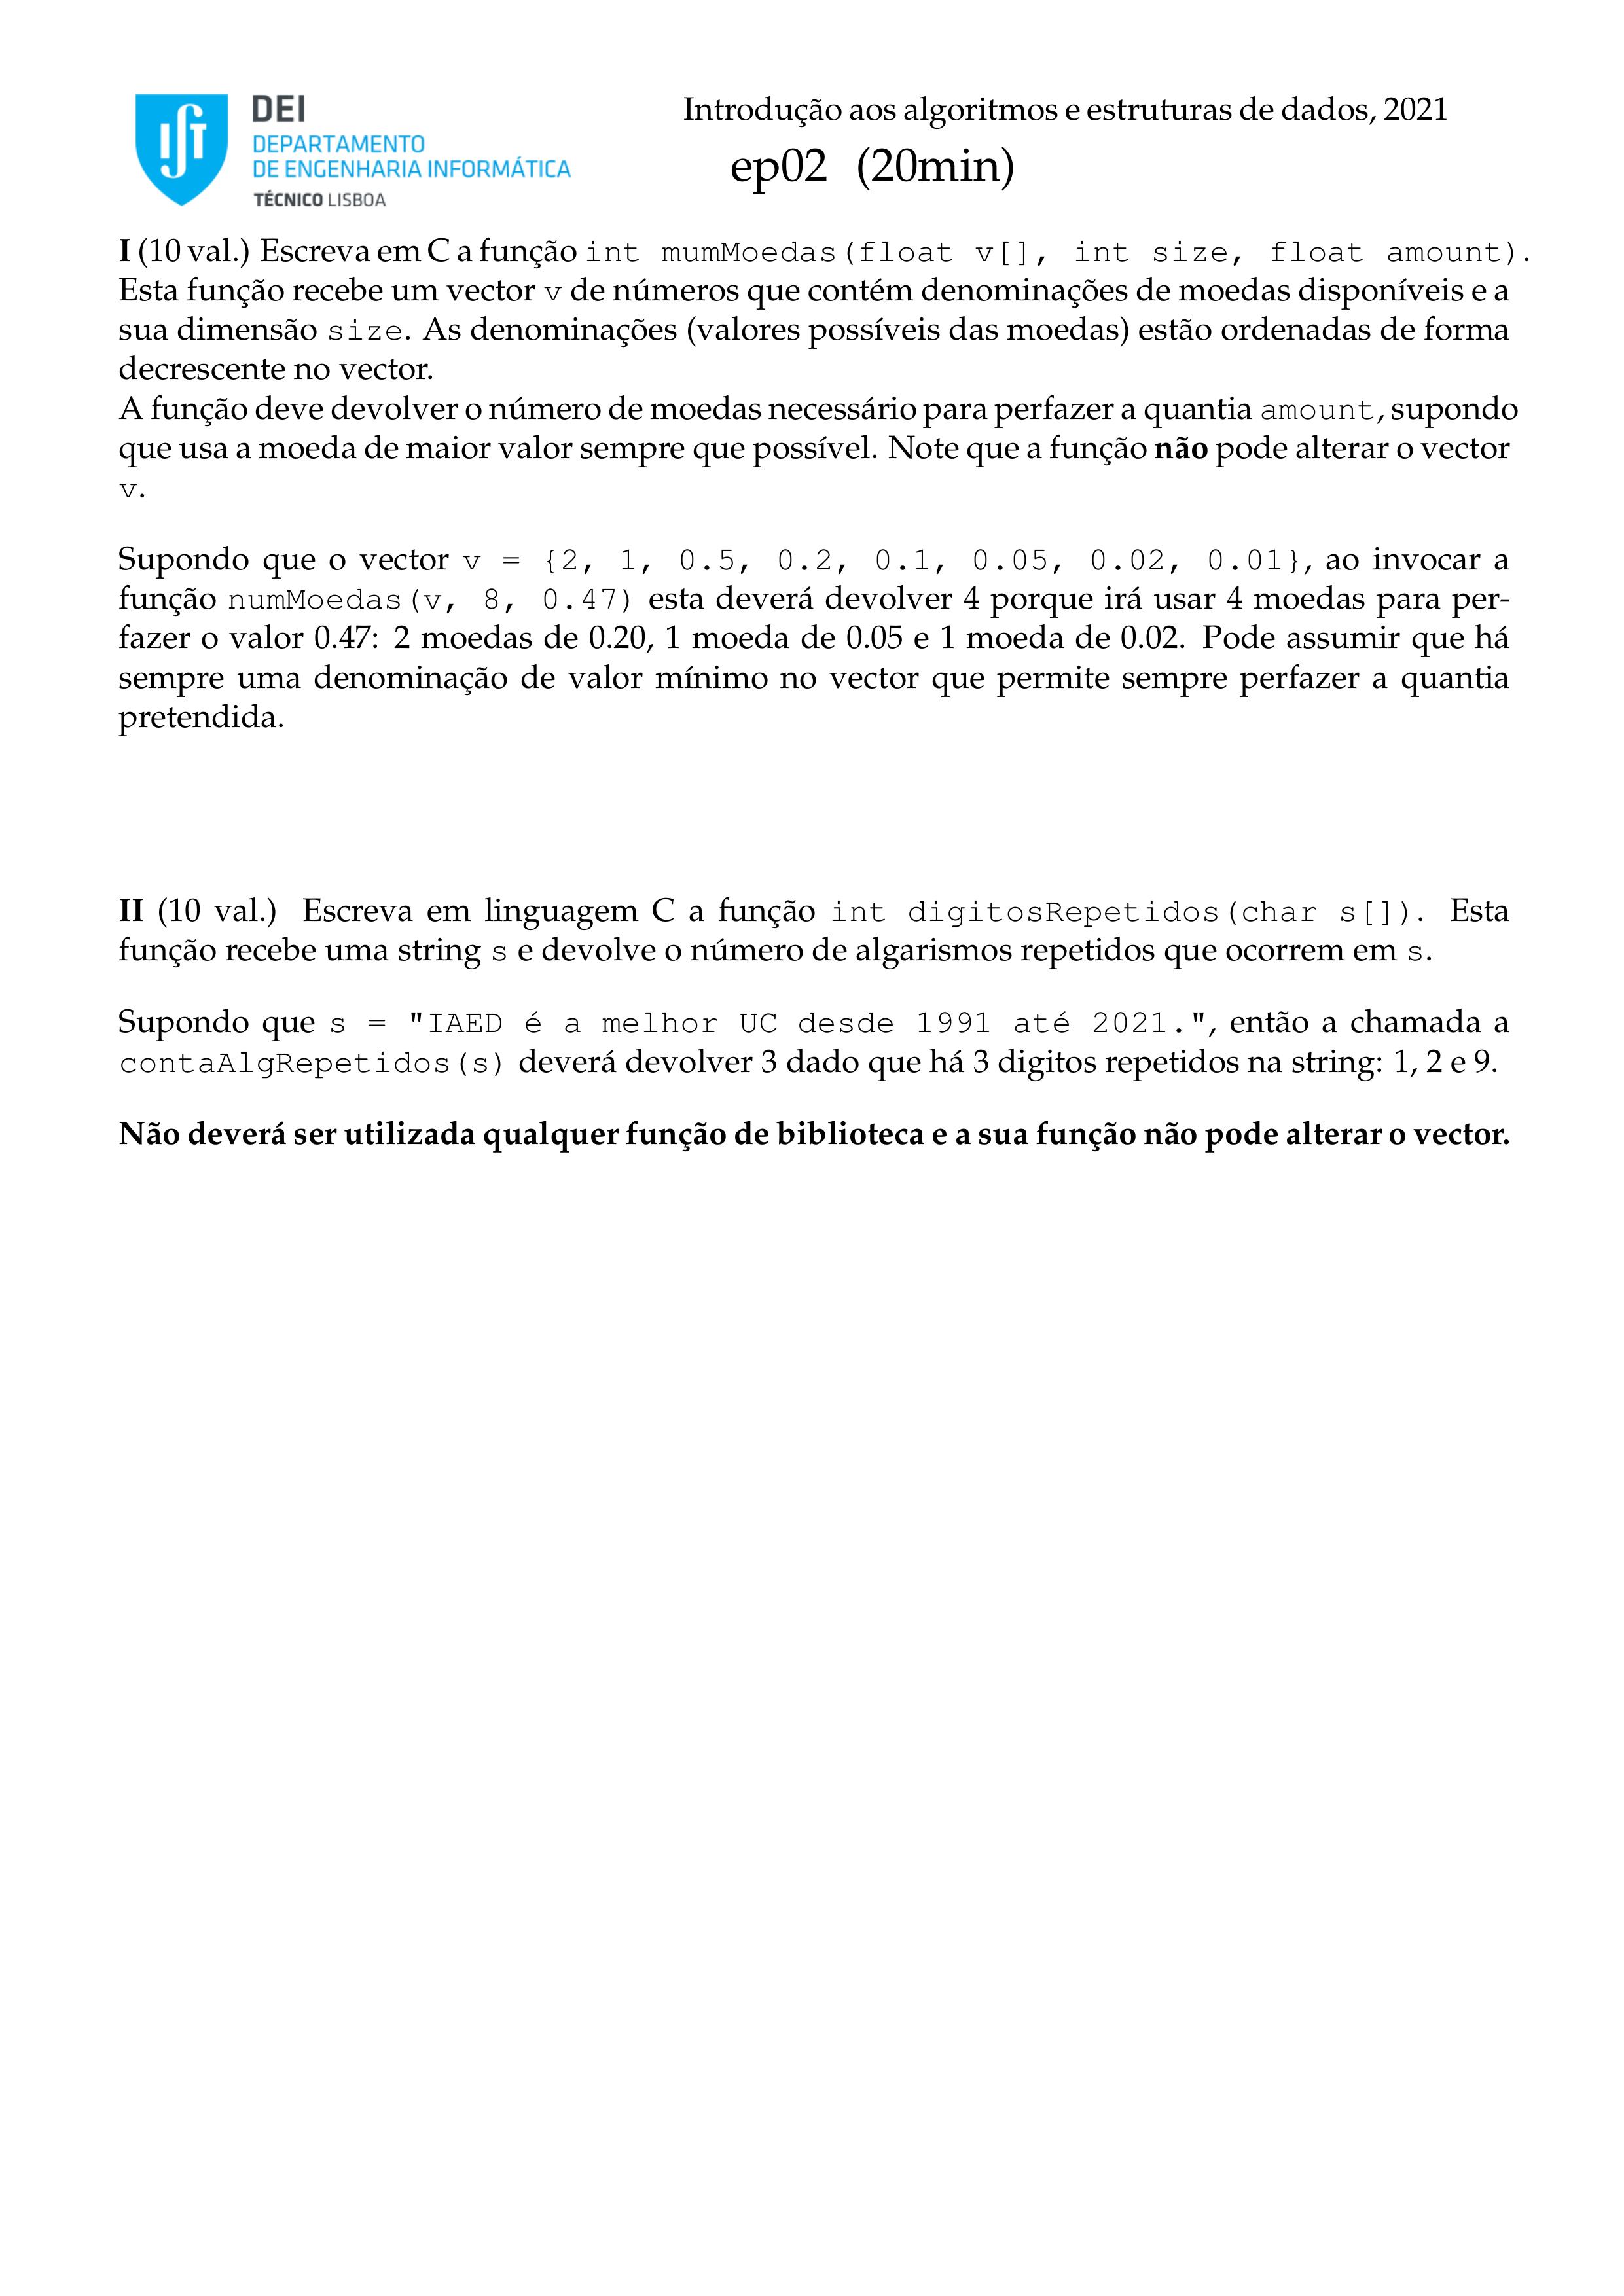 DEI
DEPARTAMENTO
DE ENGENHARIA INFORMÁTICA
TÉCNICO LISBOA
Introdução aos algoritmos e estruturas de dados, 2021
ep02 (20min)
I (10 val.) Escreva em C a função int mumMoedas(float v[], int size, float amount).
Esta função recebe um vector v de números que contém denominações de moedas disponíveis e a
sua dimensão size. As denominações (valores possíveis das moedas) estão ordenadas de forma
decrescente no vector.
A função deve devolver o número de moedas necessário para perfazer a quantia amount, supondo
que usa a moeda de maior valor sempre que possível. Note que a função não pode alterar o vector
v.
Supondo que o vector v = {2, 1, 0.5, 0.2, 0.1, 0.05, 0.02, 0.01}, ao invocar a
função numMoedas(v, 8, 0.47) esta deverá devolver 4 porque irá usar 4 moedas para per-
fazer o valor 0.47: 2 moedas de 0.20, 1 moeda de 0.05 e 1 moeda de 0.02. Pode assumir que há
sempre uma denominação de valor mínimo no vector que permite sempre perfazer a quantia
pretendida.
II (10 val.) Escreva em linguagem C a função int digitosRepetidos(char s[]). Esta
função recebe uma string s e devolve o número de algarismos repetidos que ocorrem em s.
Supondo que s = "IAED é a melhor UC desde 1991 até 2021.", então a chamada a
contaAlgRepetidos(s) deverá devolver 3 dado que há 3 digitos repetidos na string: 1, 2 e 9.
Não deverá ser utilizada qualquer função de biblioteca e a sua função não pode alterar o vector.